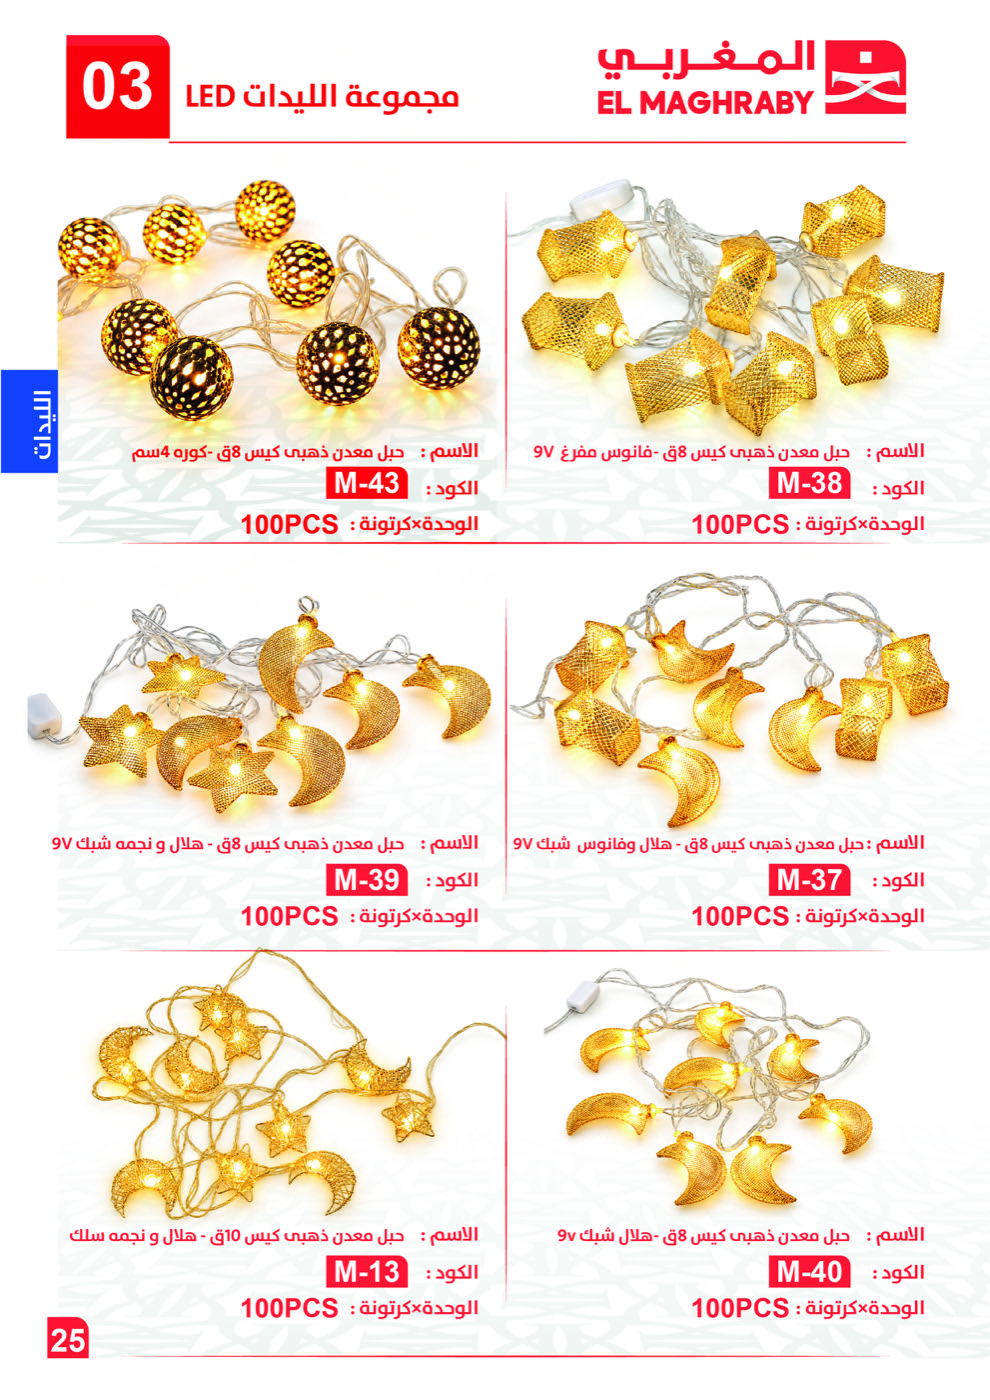 03
مجموعة الليدات LED
المغربي
EL MAGHRABY
الليدات
الاسم : حبل معدن ذهبى كيس 8ق -فانوس مفرغ 9V
الكود : M-38
الوحدة×كرتونة : 100PCS
الاسم : حبل معدن ذهبى كيس 8ق -كوره 4سم
الكود : M-43
الوحدة×كرتونة : 100PCS
الاسم : حبل معدن ذهبى كيس 8ق - هلال وفانوس شبك 9V
الكود : M-37
الوحدة×كرتونة : 100PCS
الاسم : حبل معدن ذهبى كيس 8ق - هلال و نجمه شبك 9V
الكود : M-39
الوحدة×كرتونة : 100PCS
الاسم : حبل معدن ذهبى كيس 8ق -هلال شبك 9v
الكود : M-40
الوحدة×كرتونة : 100PCS
الاسم : حبل معدن ذهبى كيس 10ق - هلال و نجمه سلك
الكود : M-13
الوحدة×كرتونة : 100PCS
25